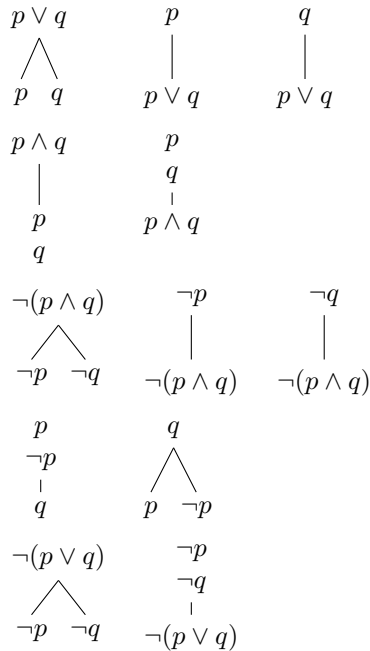 p ∨ q p q
p q p ∨ q p ∨ q
p ∧ q p
q
p p ∧ q
q
¬(p ∧ q) ¬p ¬q
¬p ¬q ¬(p ∧ q) ¬(p ∧ q)
p q
¬p
q p ¬p
¬(p ∨ q) ¬p
¬q
¬p ¬q ¬(p ∨ q)